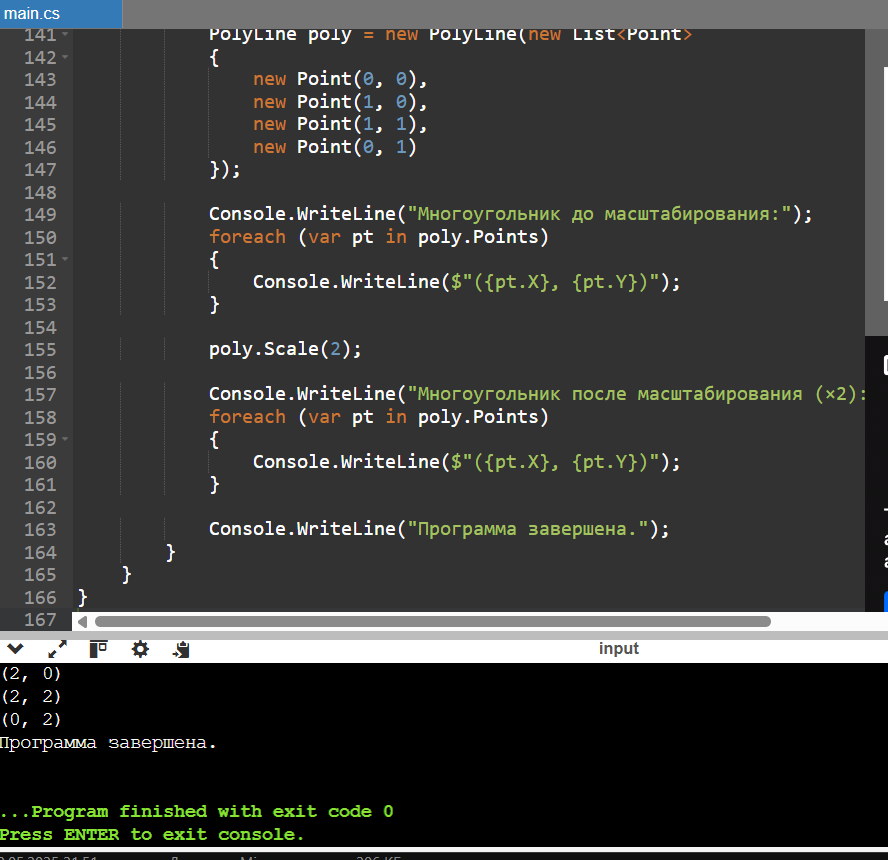 main.cs
141 PolyLine poly = new PolyLine(new List<Point>
142 {
143 new Point(0, 0),
144 new Point(1, 0),
145 new Point(1, 1),
146 new Point(0, 1)
147 });
148
149 Console.WriteLine("Многоугольник до масштабирования:");
150 foreach (var pt in poly.Points)
151 {
152 Console.WriteLine($"({pt.X}, {pt.Y})");
153 }
154
155 poly.Scale(2);
156
157 Console.WriteLine("Многоугольник после масштабирования (×2):
158 foreach (var pt in poly.Points)
159 {
160 Console.WriteLine($"({pt.X}, {pt.Y})");
161 }
162
163 Console.WriteLine("Программа завершена.");
164 }
165 }
166 }
167
input
(2, 0)
(2, 2)
(0, 2)
Программа завершена.
...Program finished with exit code 0
Press ENTER to exit console.